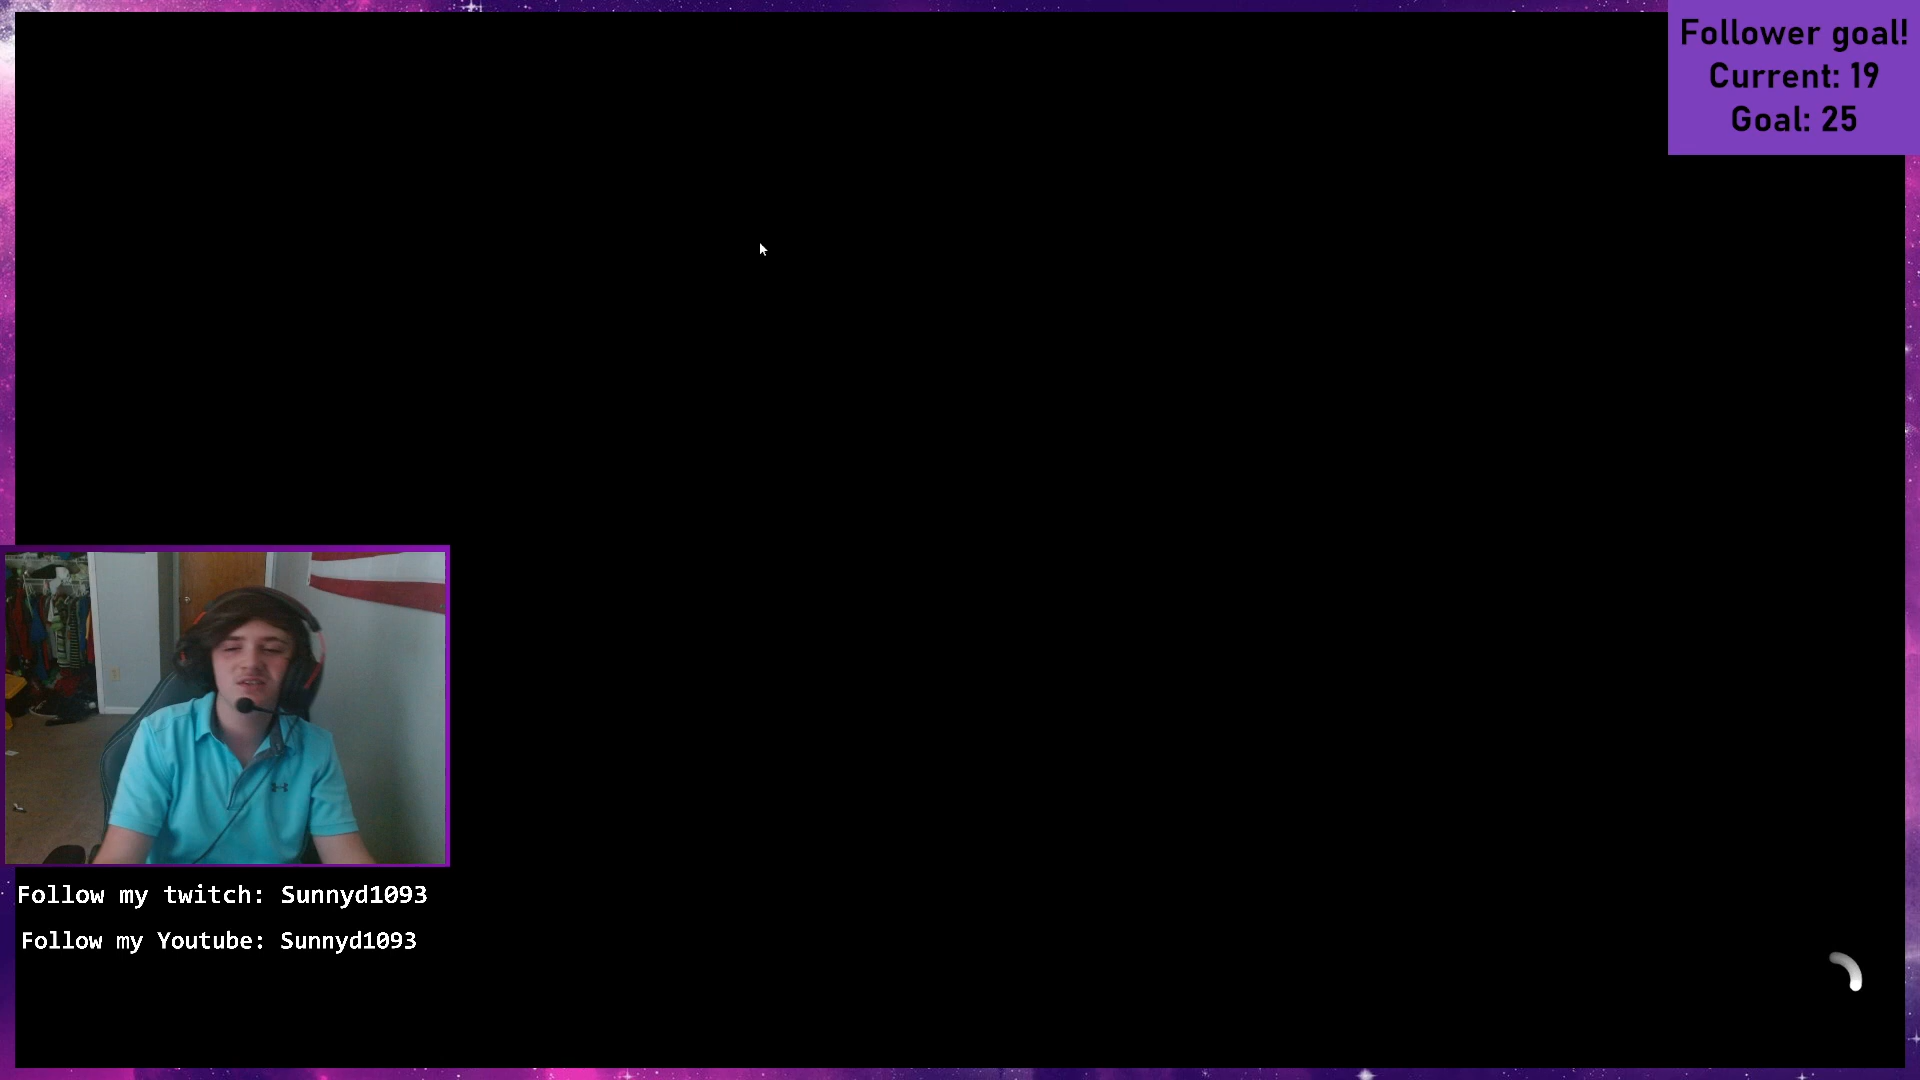 Follower goal!
Current: 19
Goal: 25
Follow my twitch: Sunnyd1093
Follow my Youtube: Sunnyd1093